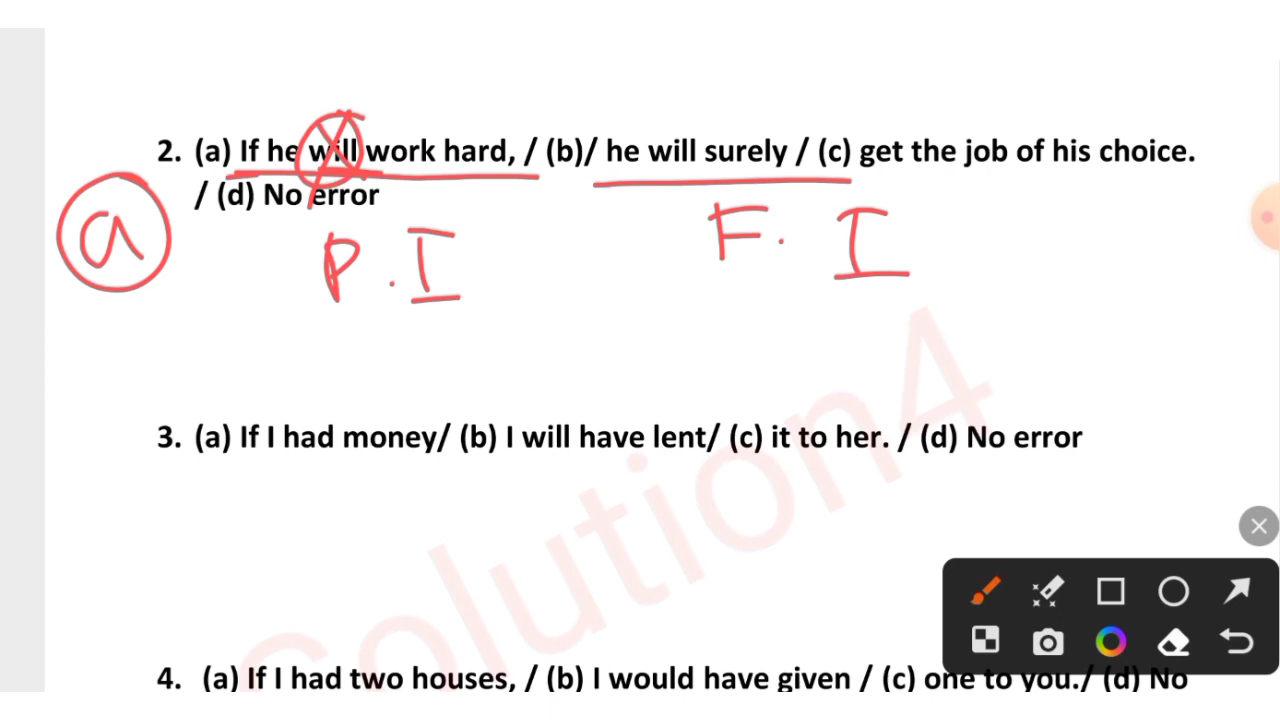 2. (a) If he will work hard, / (b)/ he will surely / (c) get the job of his choice.
/ (d) No error
a
P. I
F. I
3. (a) If I had money/ (b) I will have lent/ (c) it to her. / (d) No error
Solution4
4. (a) If I had two houses, / (b) I would have given / (c) one to you./ (d) No